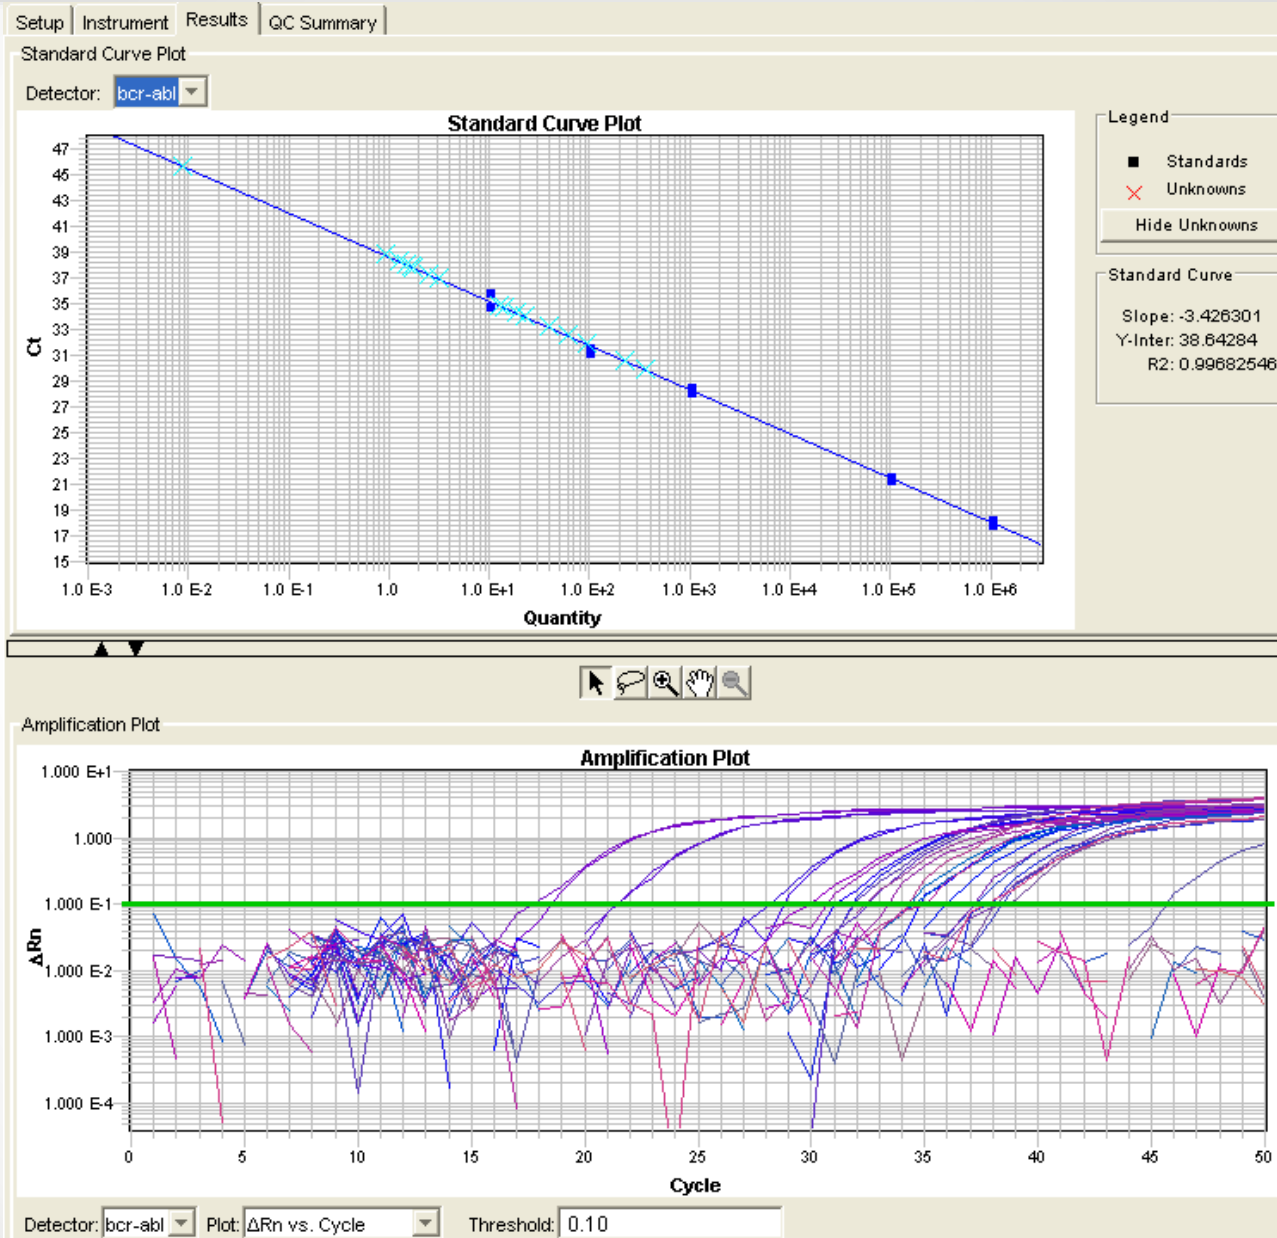 Setup Instrument Results QC Summary
Standard Curve Plot
Detector: bcr-abl
Standard Curve Plot
47
45
43
41
39
37
35
33
31
29
27
25
23
21
19
17
15
Ct
1.0 E-3 1.0 E-2 1.0 E-1 1.0 1.0 E+1 1.0 E+2 1.0 E+3 1.0 E+4 1.0 E+5 1.0 E+6
Quantity
Legend
Standards
Unknowns
Hide Unknowns
Standard Curve
Slope: -3.426301
Y-Inter: 38.64284
R2: 0.99682546
Amplification Plot
Amplification Plot
1.000 E+1
1.000
1.000 E-1
1.000 E-2
1.000 E-3
1.000 E-4
ΔRn
0 5 10 15 20 25 30 35 40 45 50
Cycle
Detector: bcr-abl Plot: ΔRn vs. Cycle Threshold: 0.10